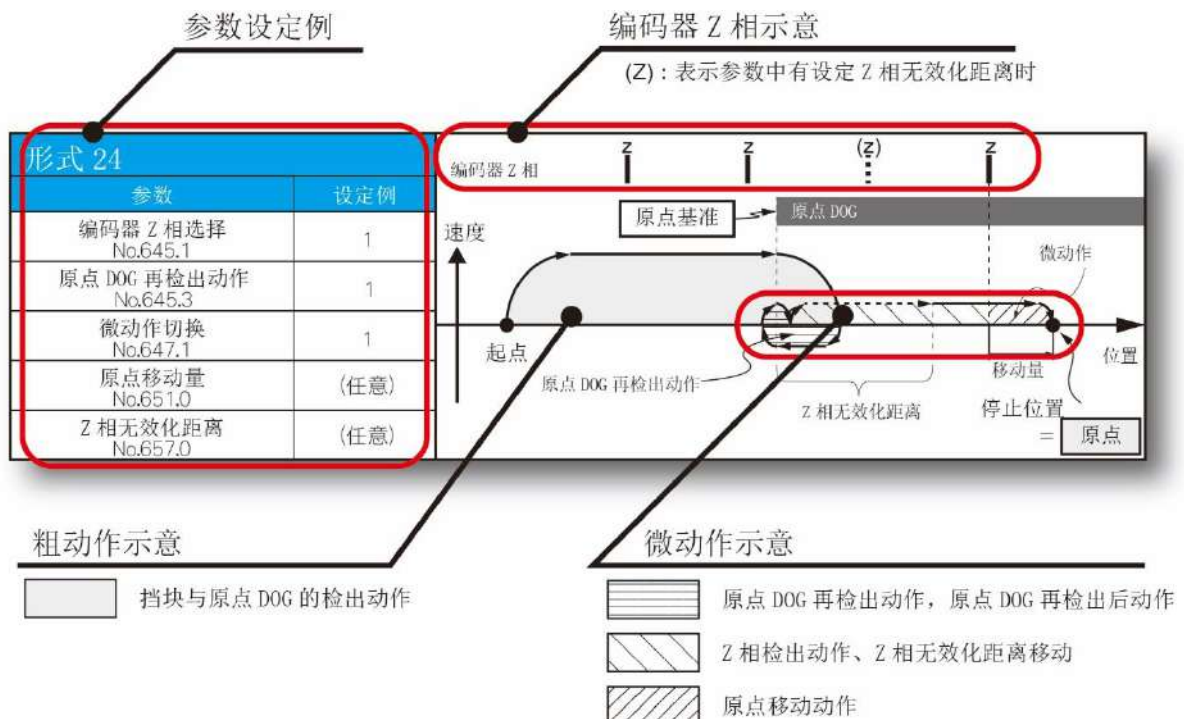 参数设定例
编码器 Z 相示意
(Z)：表示参数中有设定 Z 相无效化距离时
形式 24
参数 设定例
编码器 Z 相选择
No.645.1
1
原点 DOG 再检出动作
No.645.3
1
微动作切换
No.647.1
1
原点移动量
No.651.0
(任意)
Z 相无效化距离
No.657.0
(任意)
编码器 Z 相
Z Z (Z) Z
原点基准
原点 DOG
速度
微动作
起点
位置
原点 DOG 再检出动作
移动量
Z 相无效化距离
停止位置
= 原点
粗动作示意
挡块与原点 DOG 的检出动作
微动作示意
原点 DOG 再检出动作，原点 DOG 再检出后动作
Z 相检出动作、Z 相无效化距离移动
原点移动动作